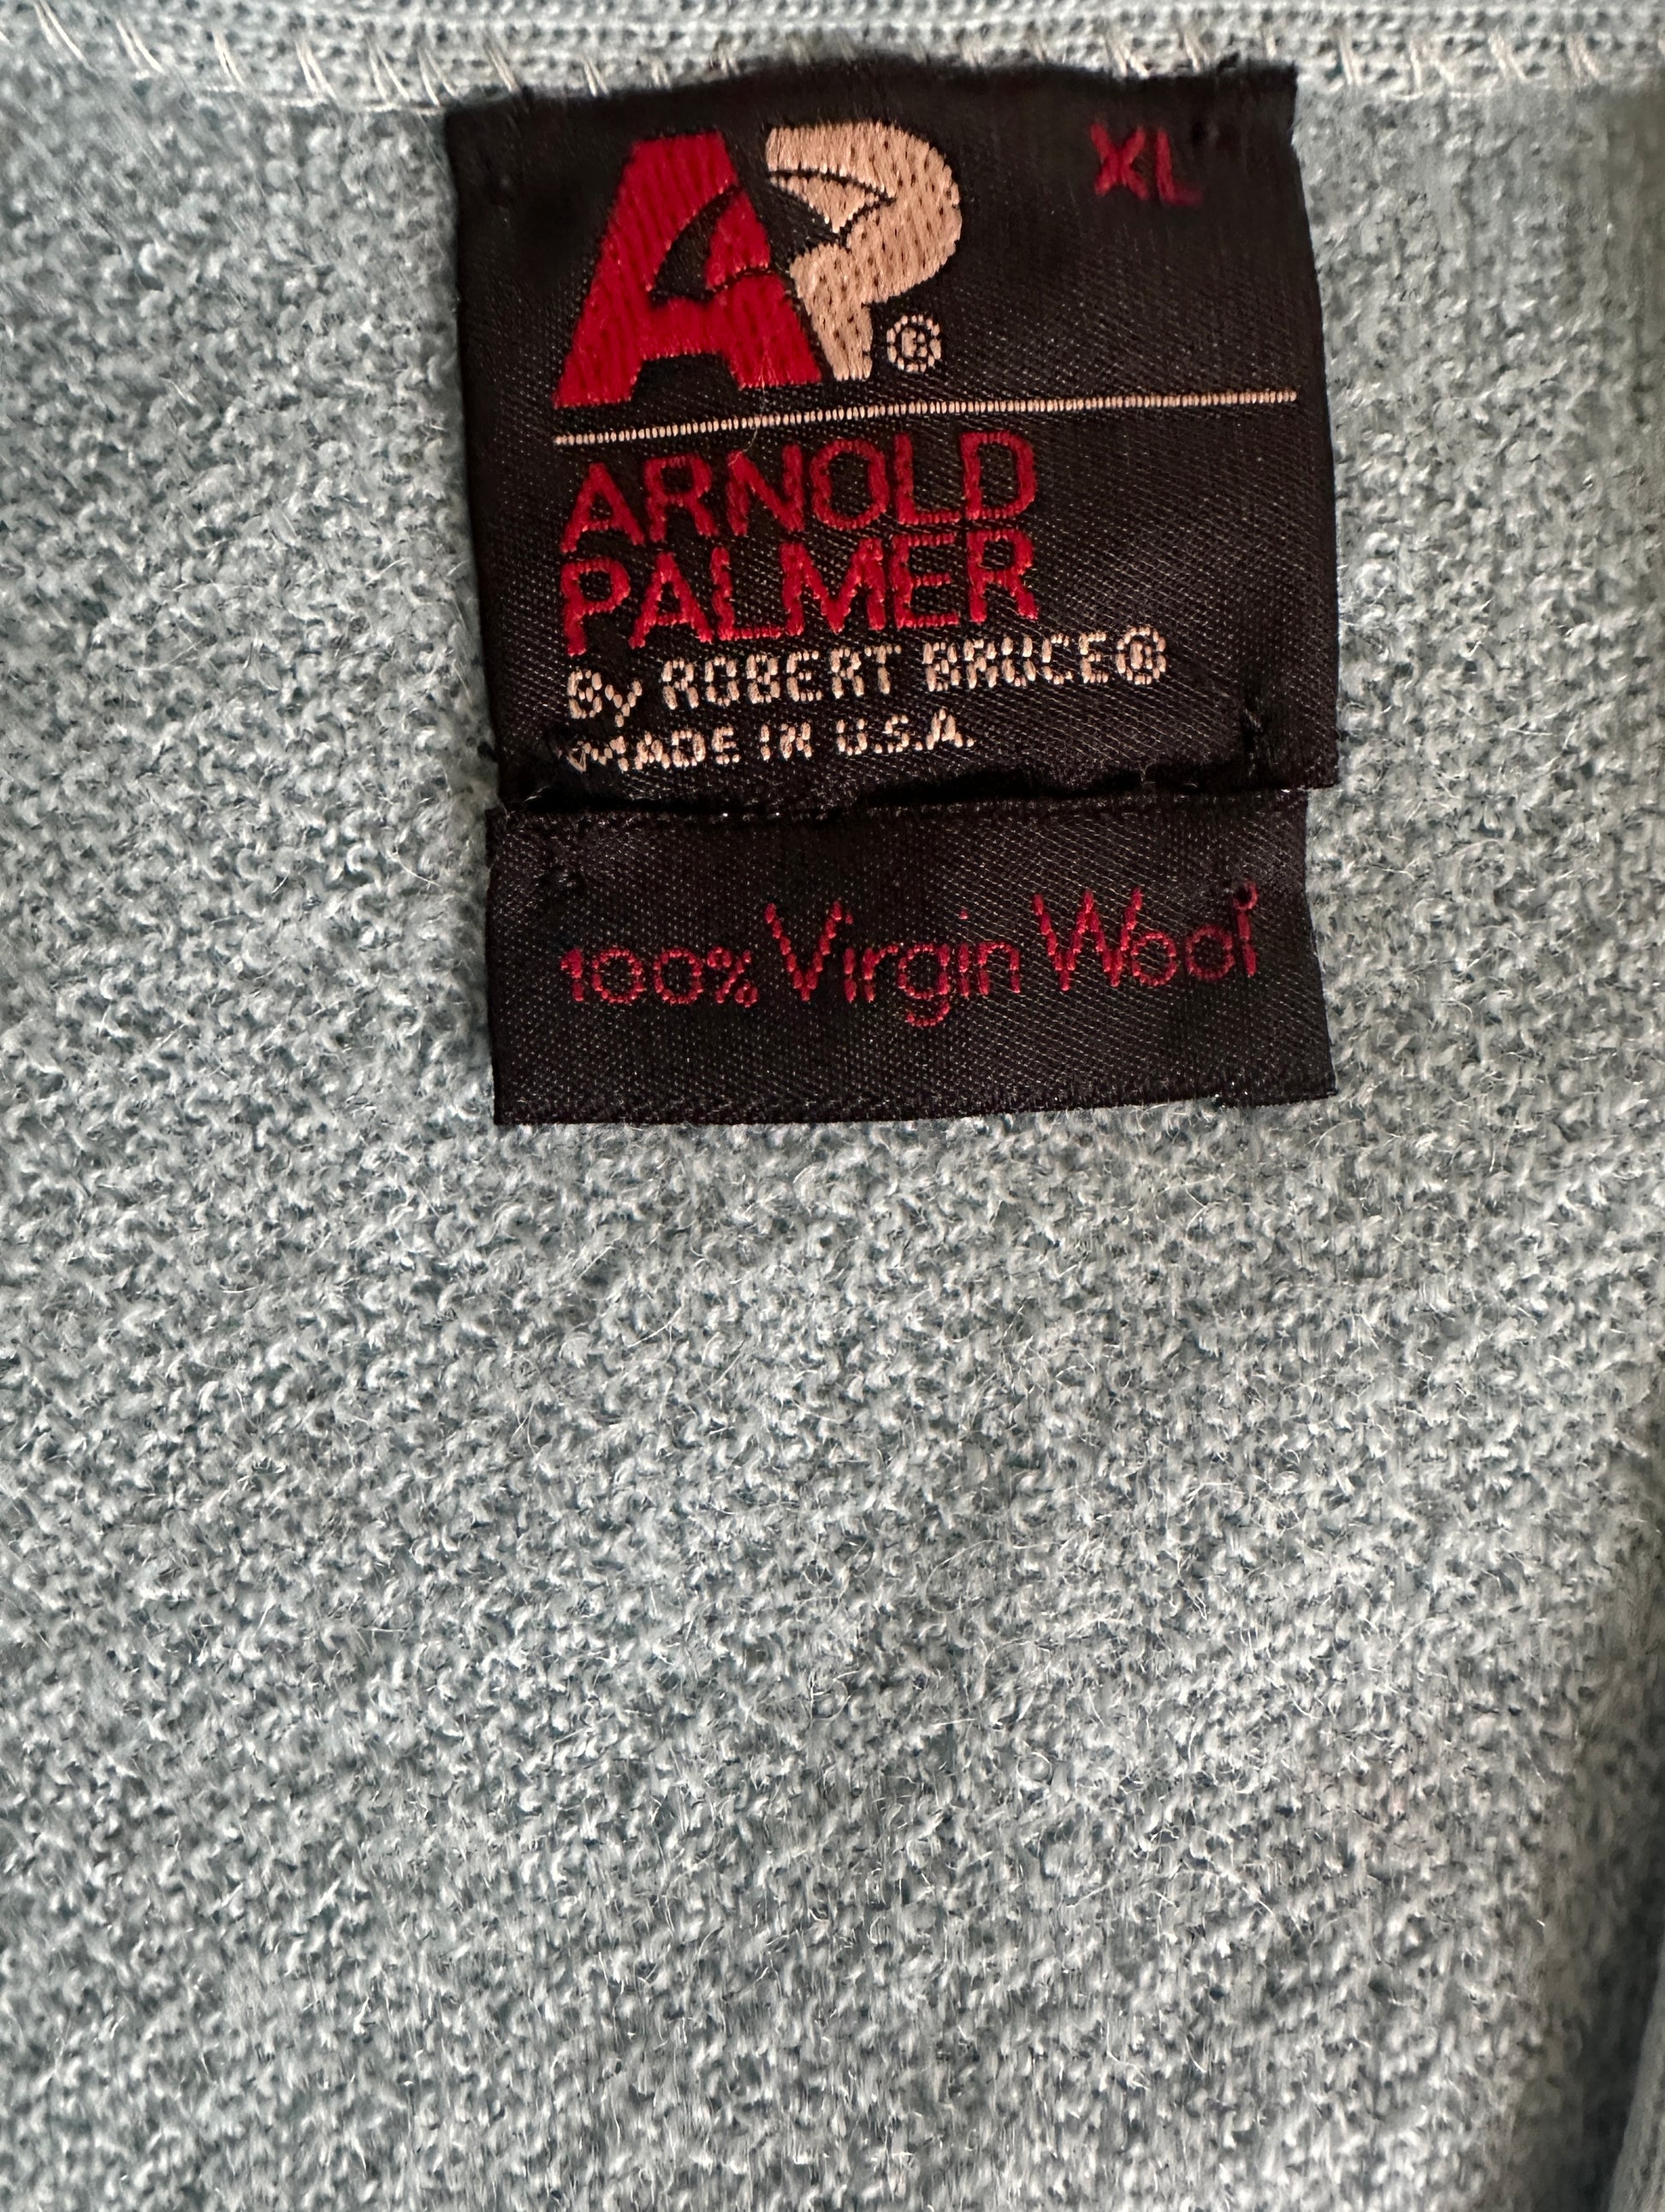 AP® XL
ARNOLD
PALMER
By ROBERT BRUCE®
MADE IN U.S.A.
100% Virgin Wool